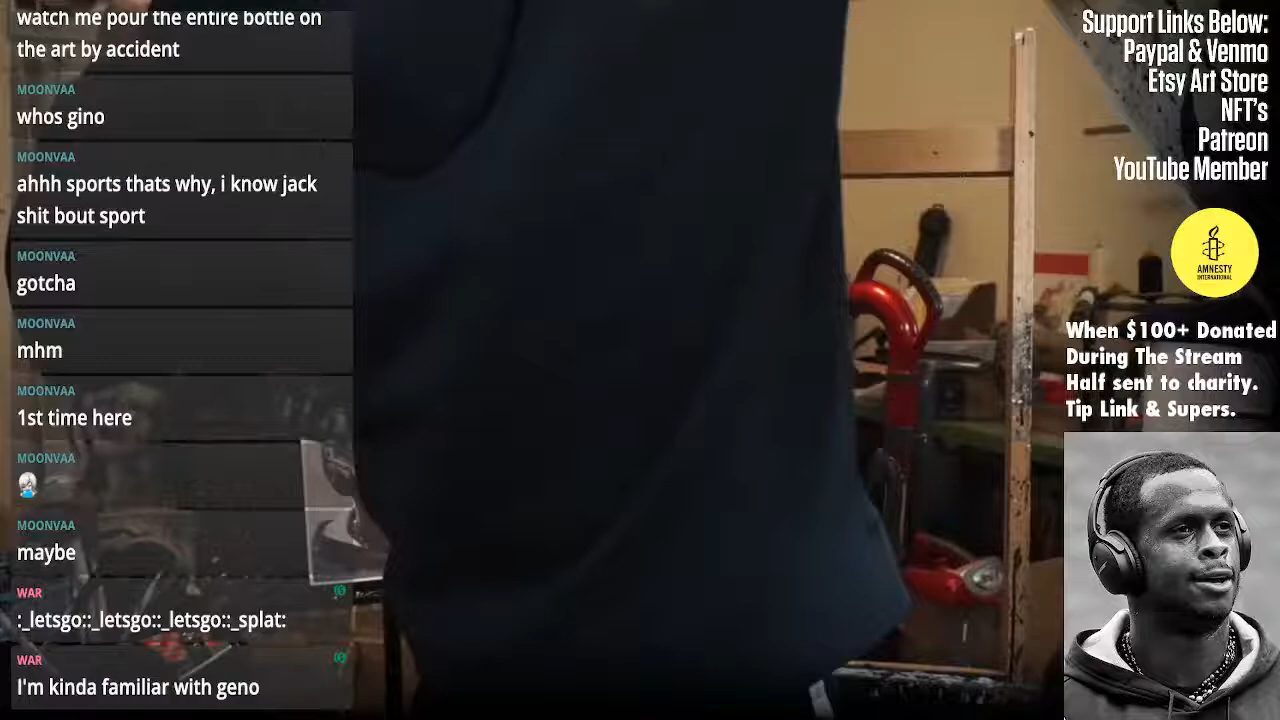 watch me pour the entire bottle on
the art by accident
MOONVAA
whos gino
MOONVAA
ahhh sports thats why, i know jack
shit bout sport
MOONVAA
gotcha
MOONVAA
mhm
MOONVAA
1st time here
MOONVAA
MOONVAA
maybe
WAR
:_letsgo::_letsgo::_letsgo::_splat:
WAR
I'm kinda familiar with geno
Support Links Below:
Paypal & Venmo
Etsy Art Store
NFT's
Patreon
YouTube Member
AMNESTY
INTERNATIONAL
When $100+ Donated
During The Stream
Half sent to charity.
Tip Link & Supers.